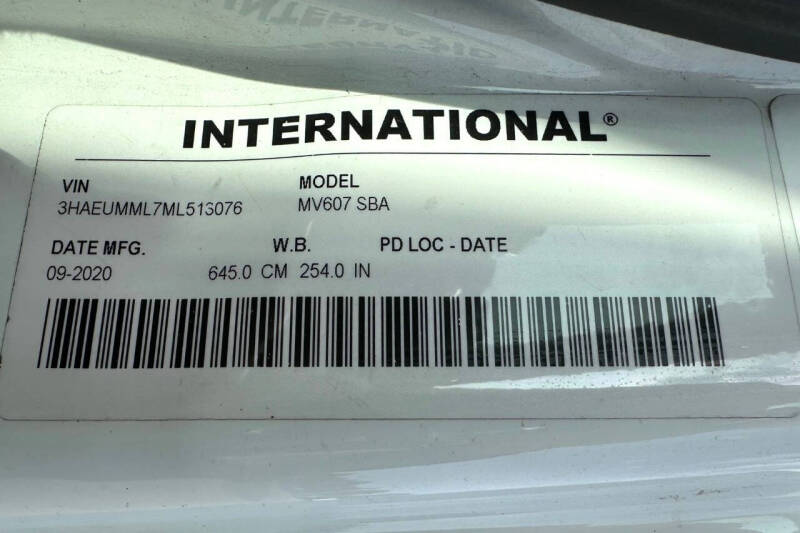 INTERNATIONAL®
VIN MODEL
3HAEUMML7ML513076 MV607 SBA
DATE MFG. W.B. PD LOC - DATE
09-2020 645.0 CM 254.0 IN